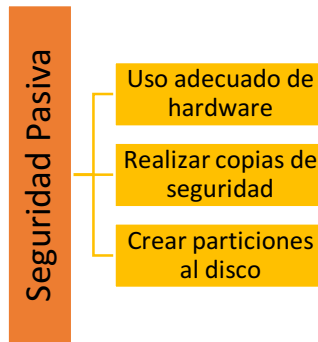 Seguridad Pasiva
Uso adecuado de
hardware
Realizar copias de
seguridad
Crear particiones
al disco